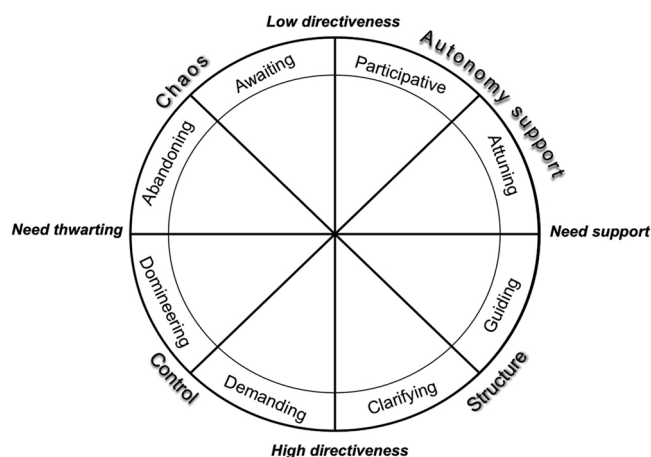 Low directiveness
Chaos
Autonomy support
Awaiting
Participative
Abandoning
Attuning
Need thwarting
Need support
Domineering
Guiding
Control
Demanding
Clarifying
Structure
High directiveness